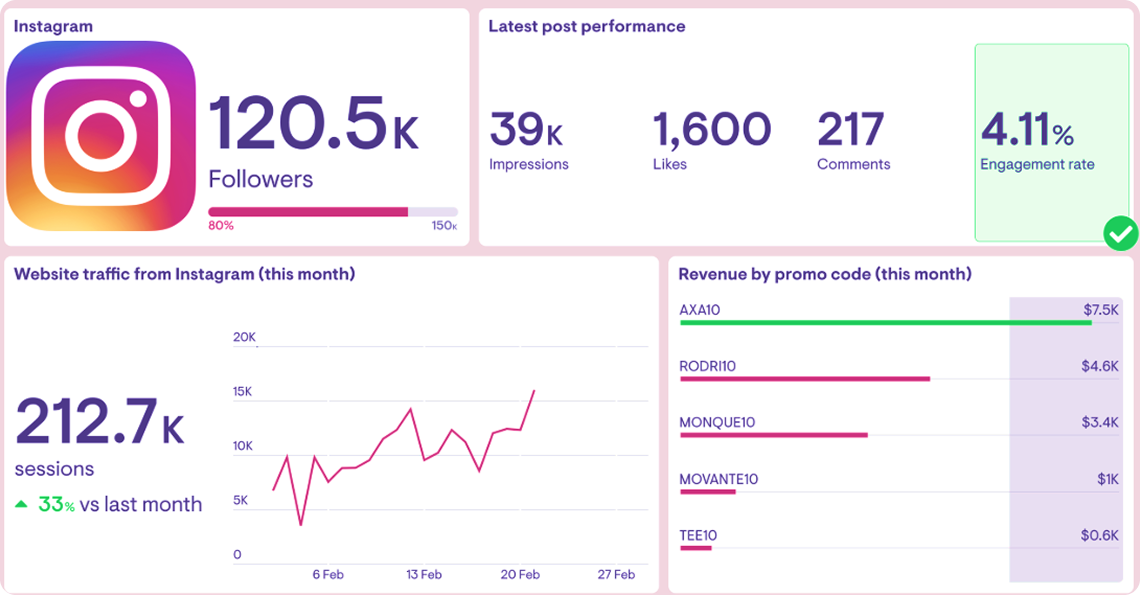 Instagram
120.5K
Followers
80% 150K
Latest post performance
39K 1,600 217 4.11%
Impressions Likes Comments Engagement rate
Website traffic from Instagram (this month)
212.7K
sessions
33% vs last month
20K
15K
10K
5K
0
6 Feb 13 Feb 20 Feb 27 Feb
Revenue by promo code (this month)
AXA10 $7.5K
RODRI10 $4.6K
MONQUE10 $3.4K
MOVANTE10 $1K
TEE10 $0.6K